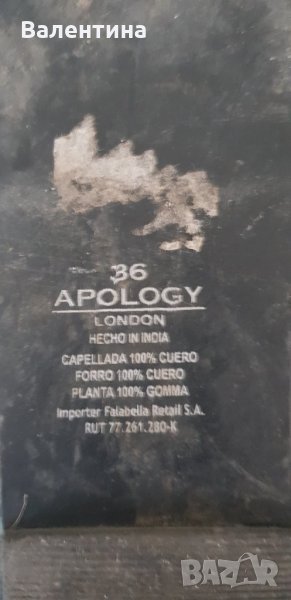 Валентина
36
APOLOGY
LONDON
HECHO IN INDIA
CAPELLADA 100% CUERO
FORRO 100% CUERO
PLANTA 100% GOMMA
Importer Falabella Retail S.A.
RUT 77.261.280-K
BAZAR